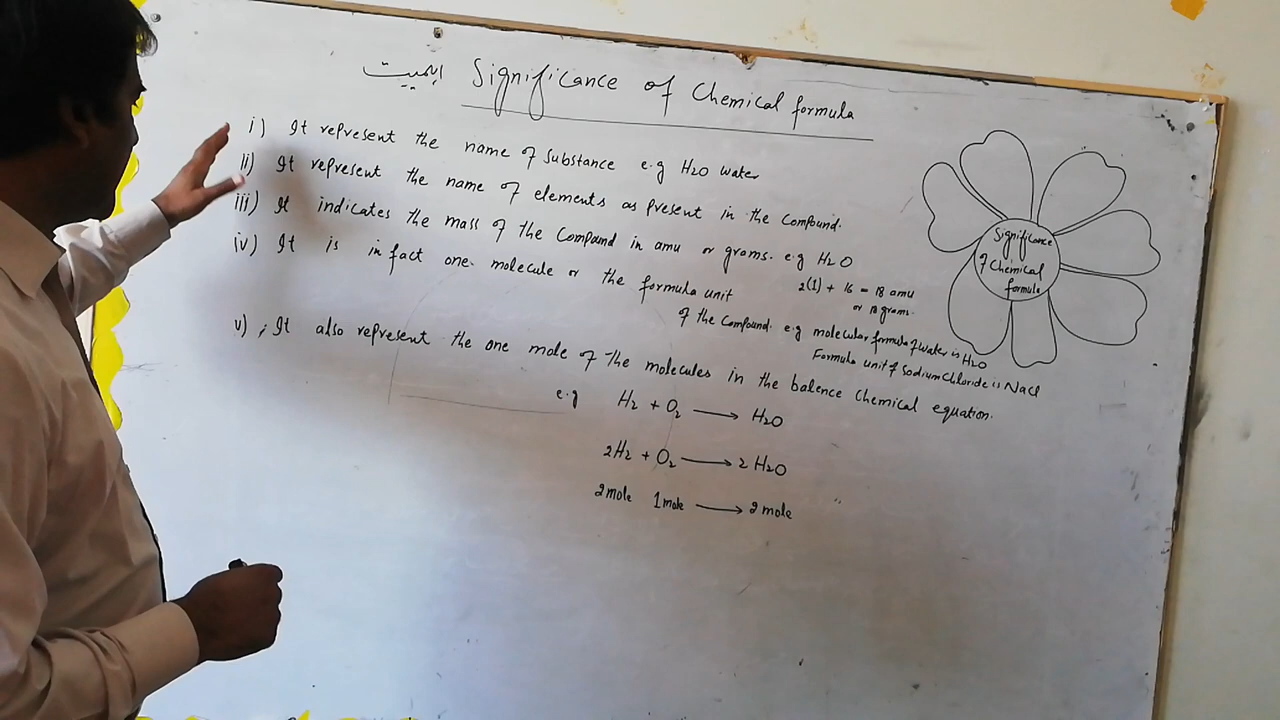 اہمیت Significance of Chemical formula
i) It represent the name of substance e.g H2O water
ii) It represent the name of elements as present in the compound.
iii) It indicates the mass of the compound in amu or grams. e.g H2O
2(1) + 16 = 18 amu
or 18 grams.
iv) It is in fact one molecule or the formula unit
of the compound. e.g molecular formula of water is H2O
Formula unit of Sodium Chloride is Nacl
v) , It also represent the one mole of the molecules in the balence chemical equation.
e.g H2 + O2 ⟶ H2O
2H2 + O2 ⟶ 2 H2O
2mole 1mole ⟶ 2 mole
Significance
of Chemical
formula